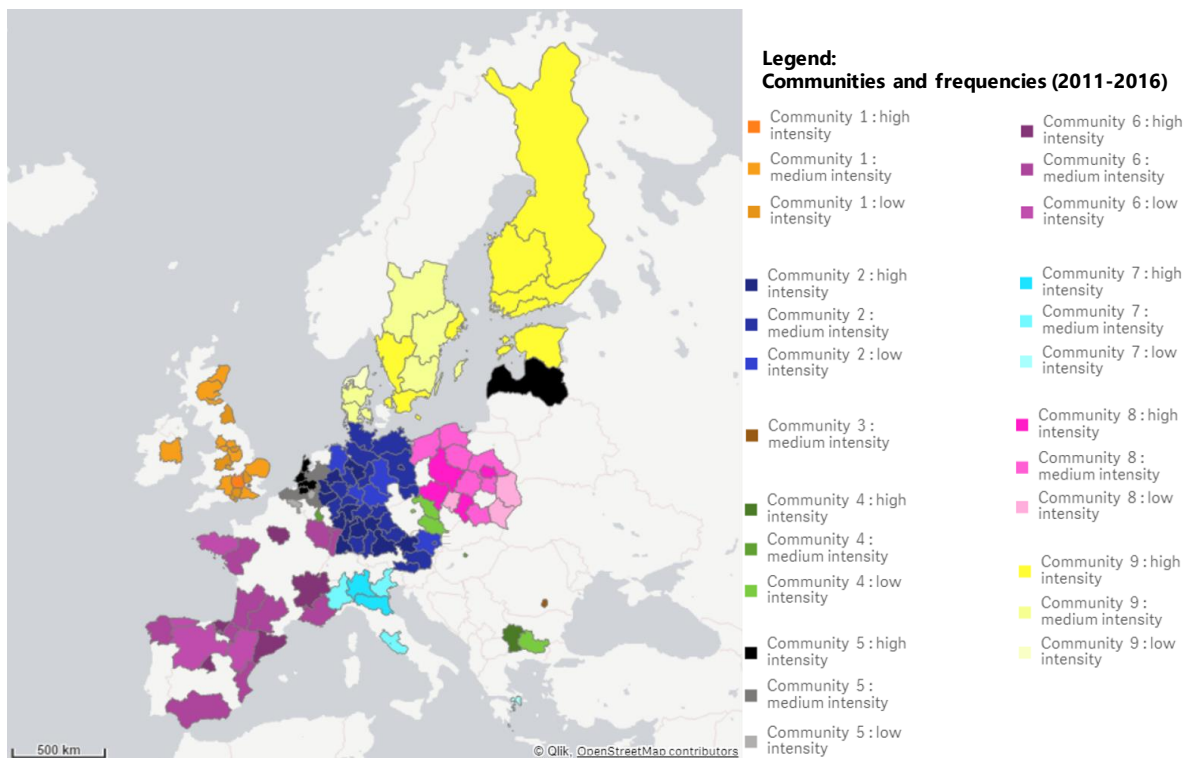 Legend:
Communities and frequencies (2011-2016)
Community 1 : high
intensity
Community 1 :
medium intensity
Community 1 : low
intensity
Community 2 : high
intensity
Community 2 :
medium intensity
Community 2 : low
intensity
Community 3 :
medium intensity
Community 4 : high
intensity
Community 4 :
medium intensity
Community 4 : low
intensity
Community 5 : high
intensity
Community 5 :
medium intensity
Community 5 : low
intensity
Community 6 : high
intensity
Community 6 :
medium intensity
Community 6 : low
intensity
Community 7 : high
intensity
Community 7 :
medium intensity
Community 7 : low
intensity
Community 8 : high
intensity
Community 8 :
medium intensity
Community 8 : low
intensity
Community 9 : high
intensity
Community 9 :
medium intensity
Community 9 : low
intensity
500 km
© Qlik, OpenStreetMap contributors